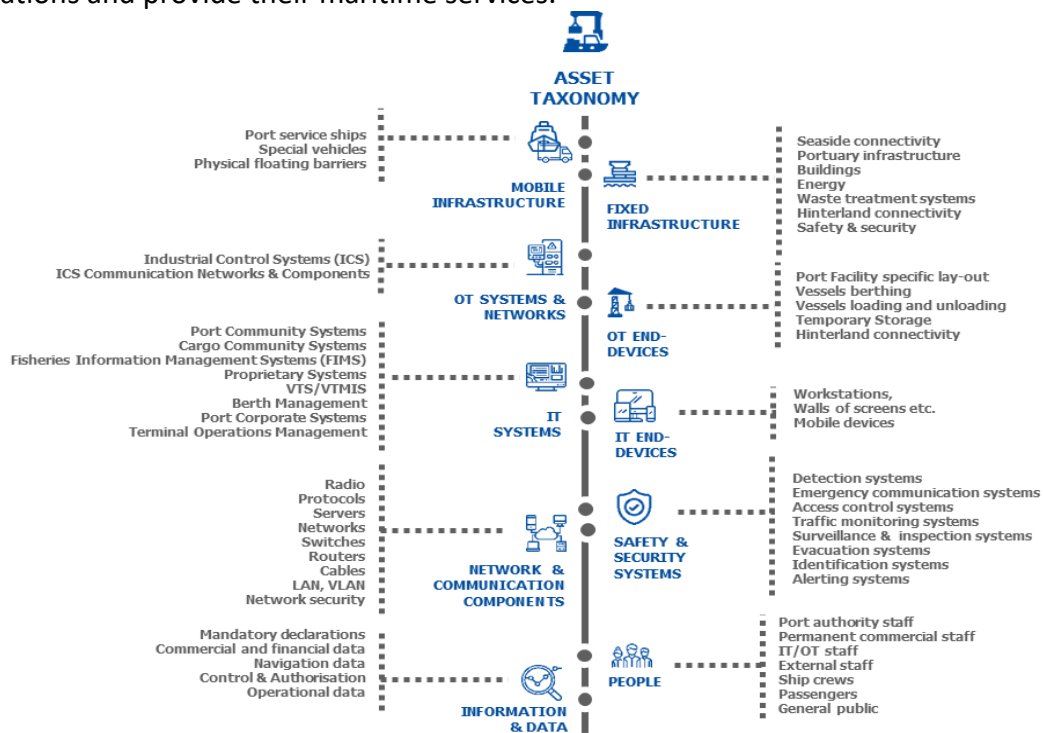 ations and provide their maritime services.
ASSET
TAXONOMY
Port service ships
Special vehicles
Physical floating barriers
MOBILE
INFRASTRUCTURE
Seaside connectivity
Portuary infrastructure
Buildings
Energy
Waste treatment systems
Hinterland connectivity
Safety & security
FIXED
INFRASTRUCTURE
Industrial Control Systems (ICS)
ICS Communication Networks & Components
OT SYSTEMS &
NETWORKS
Port Facility specific lay-out
Vessels berthing
Vessels loading and unloading
Temporary Storage
Hinterland connectivity
OT END-
DEVICES
Port Community Systems
Cargo Community Systems
Fisheries Information Management Systems (FIMS)
Proprietary Systems
VTS/VTMIS
Berth Management
Port Corporate Systems
Terminal Operations Management
IT
SYSTEMS
Workstations,
Walls of screens etc.
Mobile devices
IT END-
DEVICES
Radio
Protocols
Servers
Networks
Switches
Routers
Cables
LAN, VLAN
Network security
NETWORK &
COMMUNICATION
COMPONENTS
Detection systems
Emergency communication systems
Access control systems
Traffic monitoring systems
Surveillance & inspection systems
Evacuation systems
Identification systems
Alerting systems
SAFETY &
SECURITY
SYSTEMS
Mandatory declarations
Commercial and financial data
Navigation data
Control & Authorisation
Operational data
INFORMATION
& DATA
Port authority staff
Permanent commercial staff
IT/OT staff
External staff
Ship crews
Passengers
General public
PEOPLE